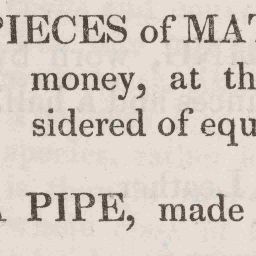 PIECES of MAT
money, at th
sidered of equ
A PIPE, made